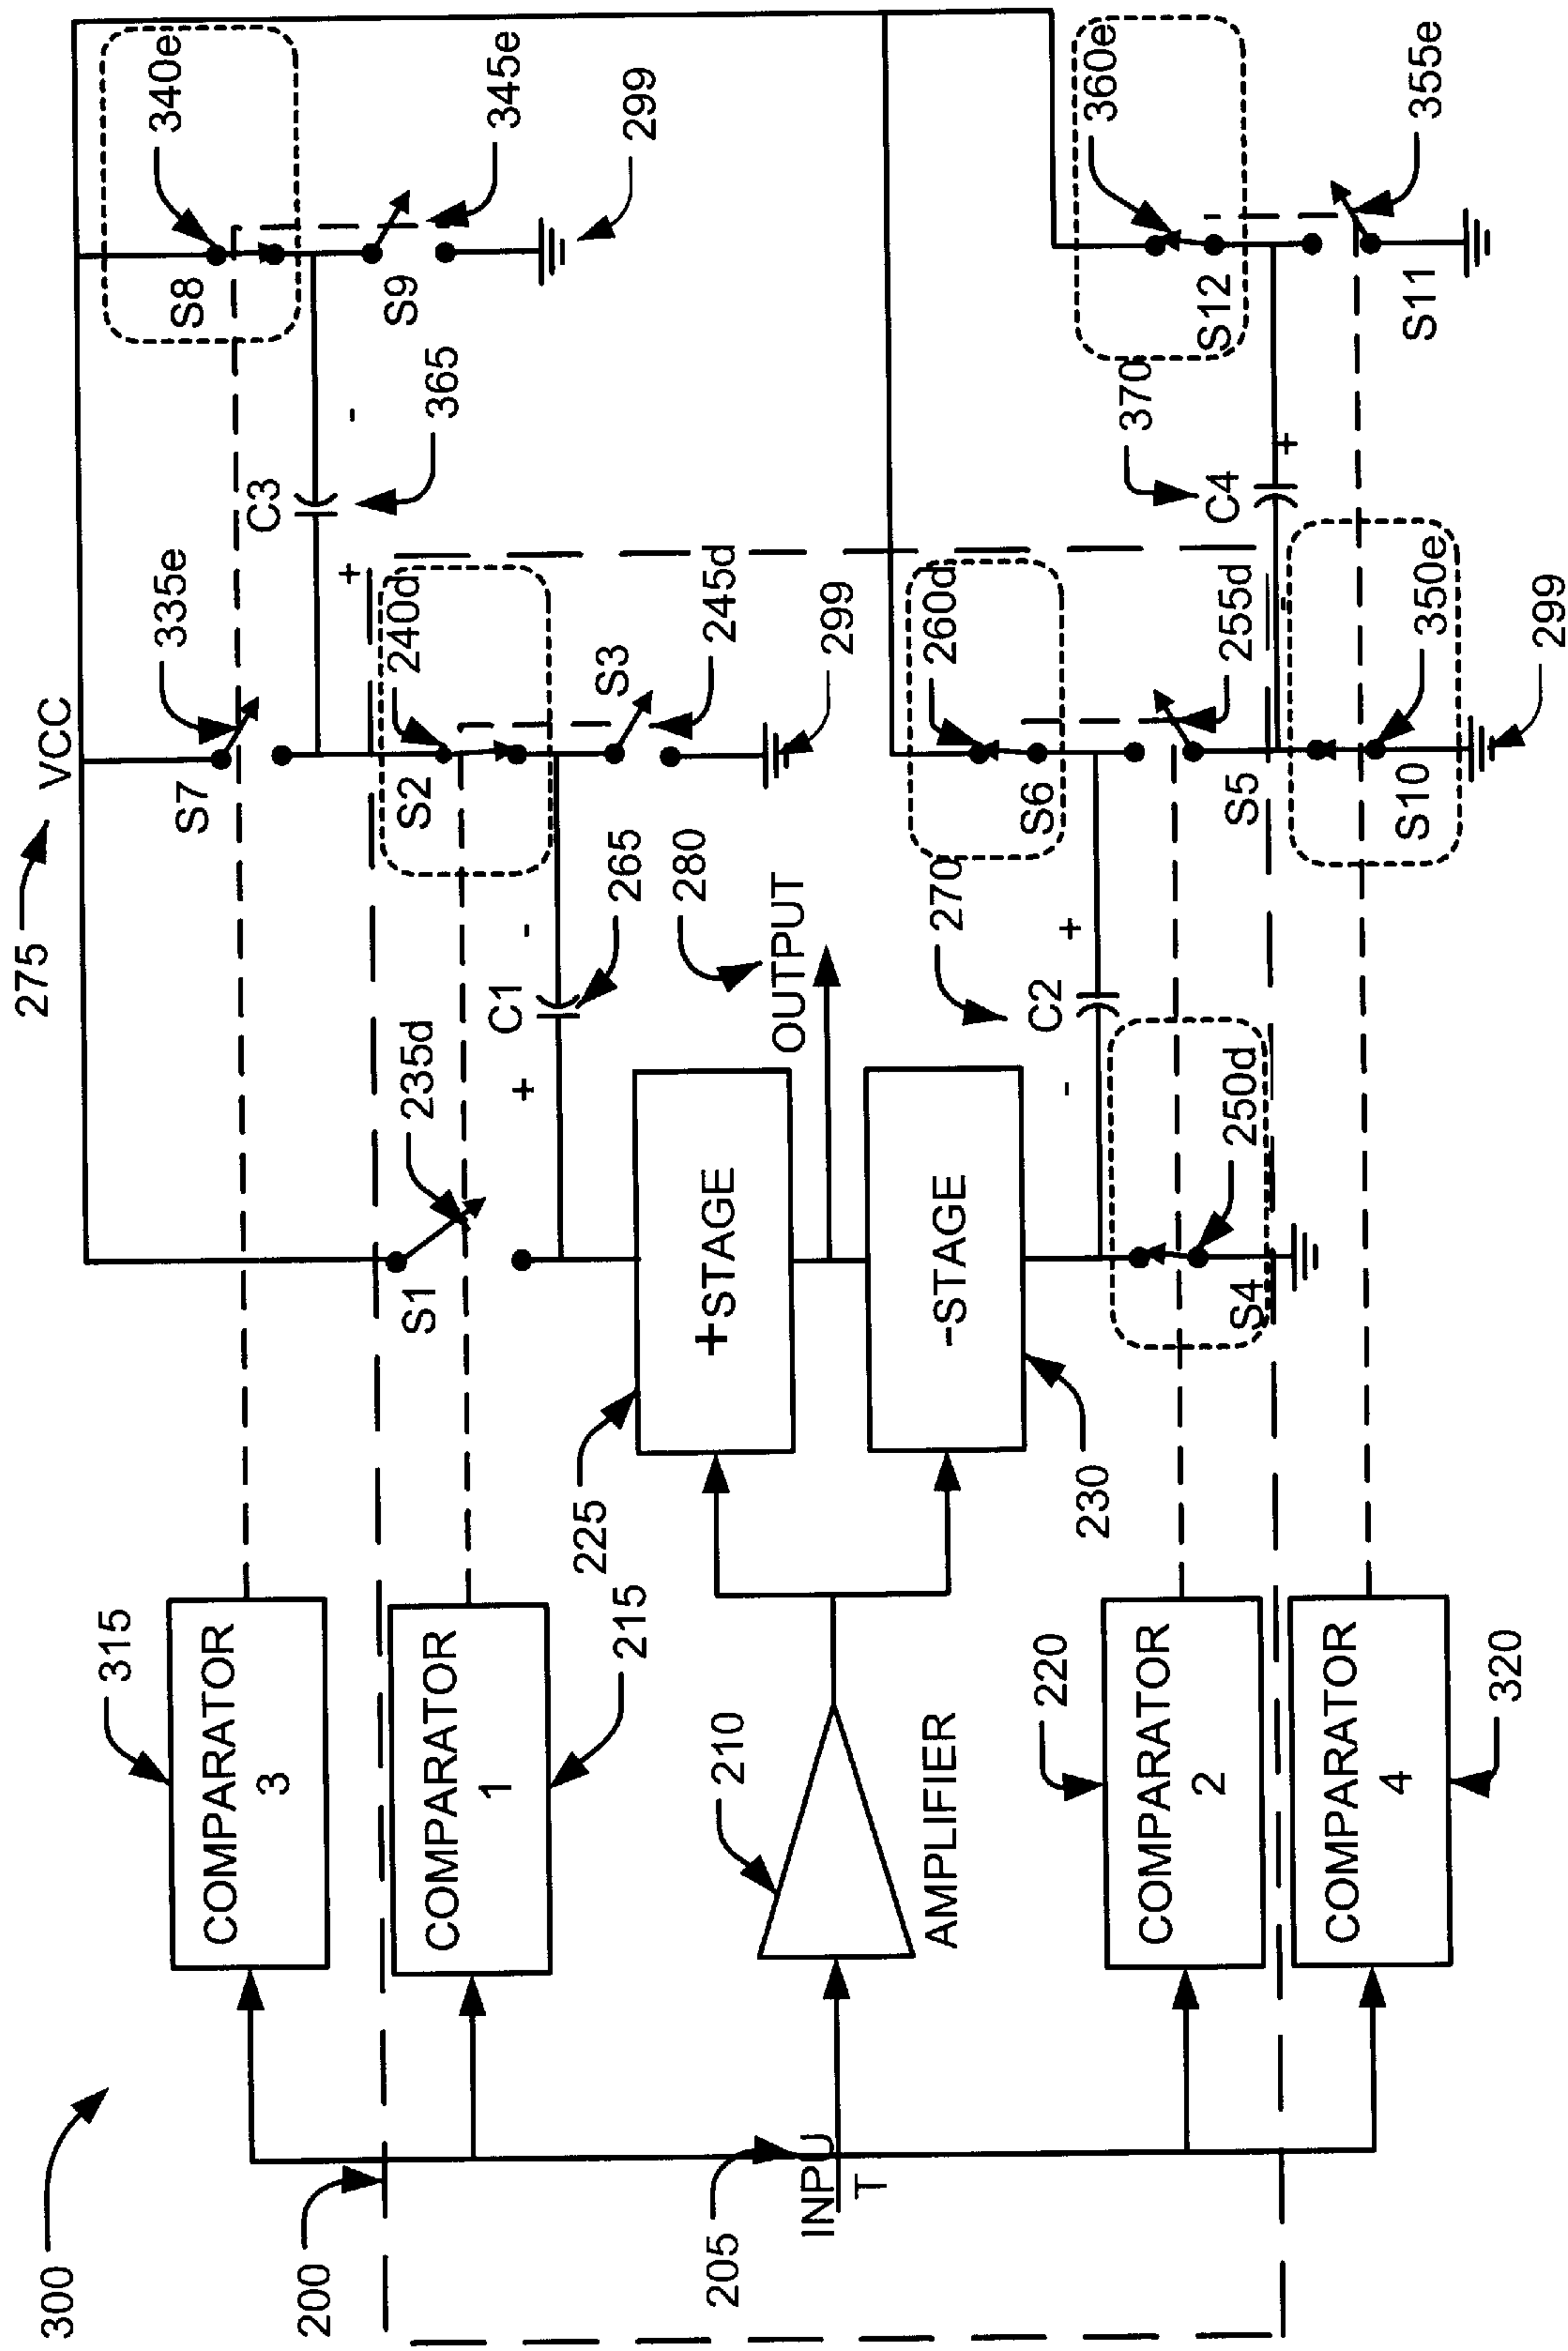 300
200
315
COMPARATOR
3
COMPARATOR
1
215
205
INPU
T
210
AMPLIFIER
220
COMPARATOR
2
COMPARATOR
4
320
225
+STAGE
-STAGE
230
OUTPUT
280
275
VCC
S1
235d
+
C1
-
265
S7
335e
S2
240d
S3
245d
299
+
C3
-
365
S8
340e
S9
345e
299
270
-
C2
+
S4
250d
S6
260d
S5
255d
S10
350e
299
-
C4
+
370
S12
360e
S11
355e